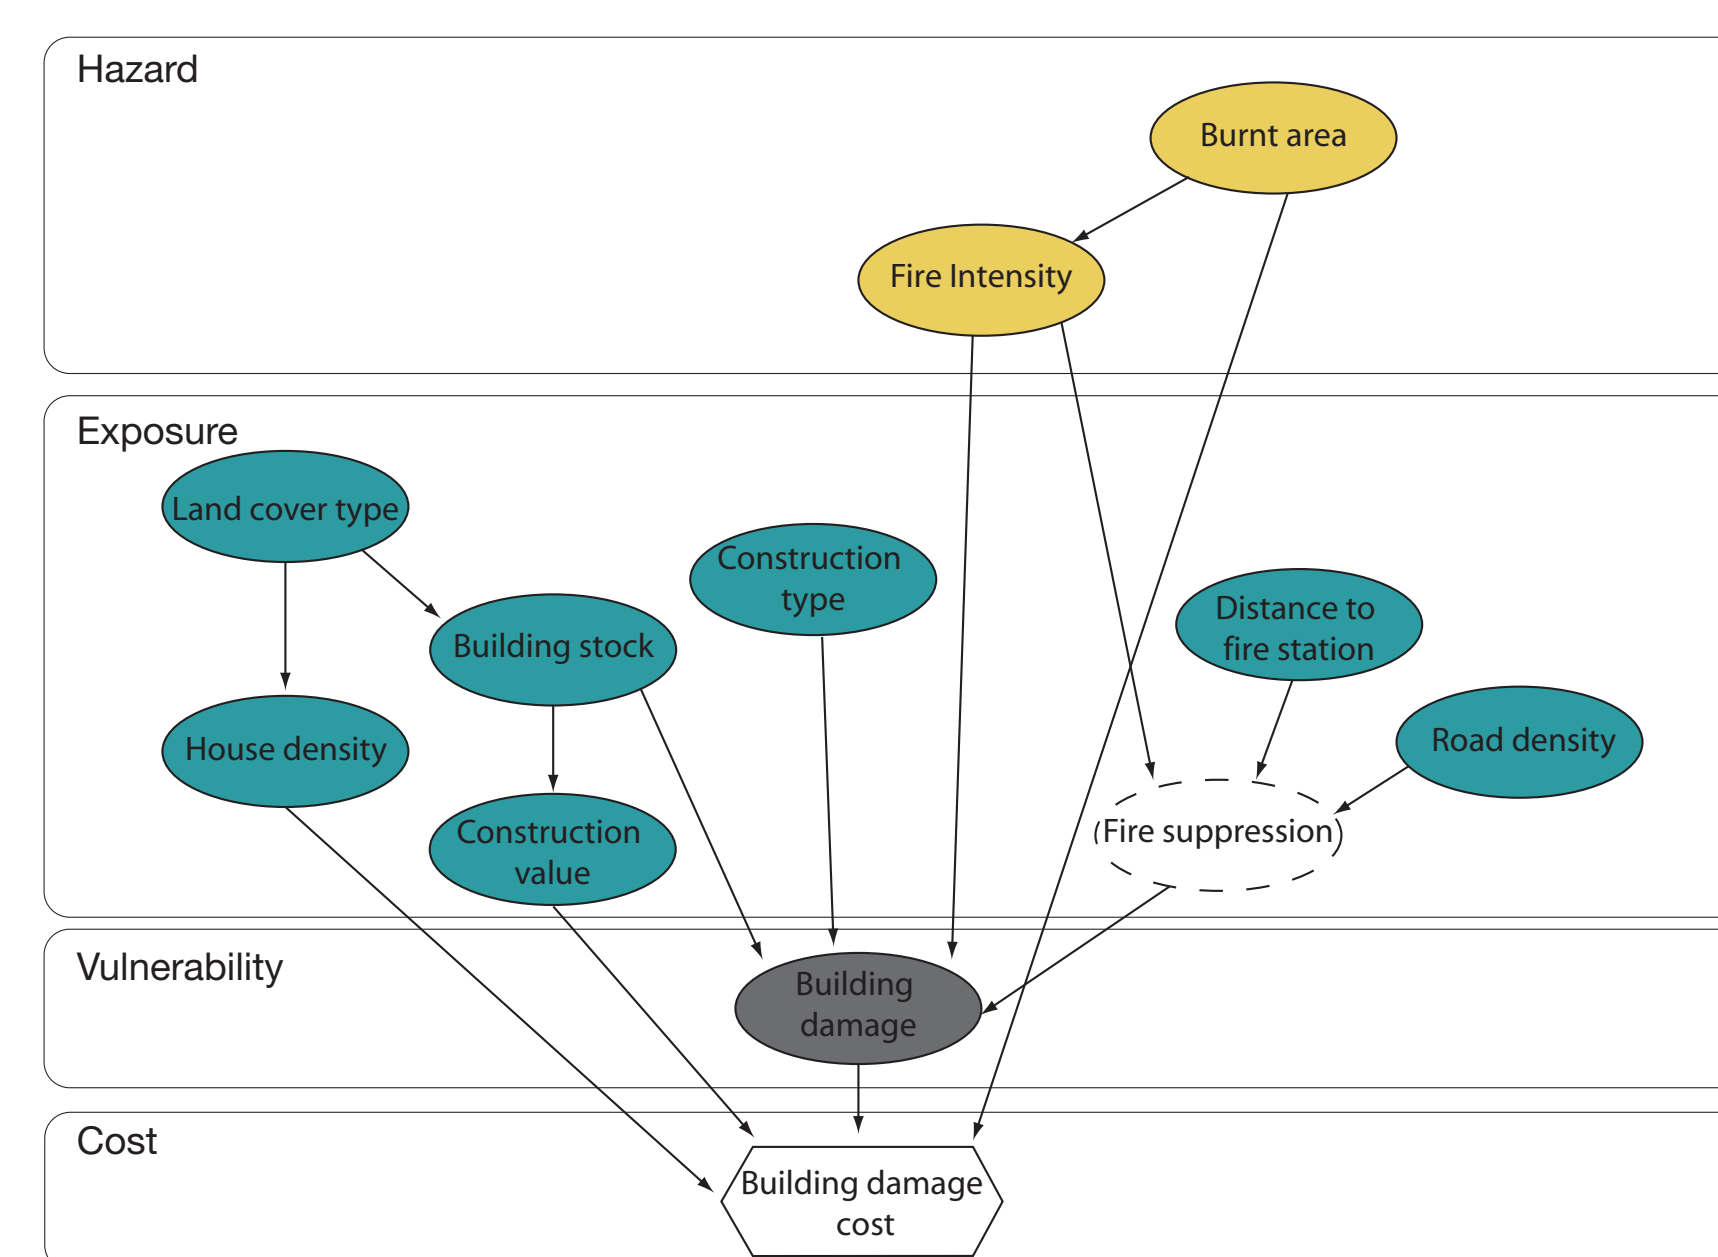 Hazard
Burnt area
Fire Intensity
Exposure
Land cover type
Construction
type
Distance to
fire station
Building stock
House density
Road density
Construction
value
Fire suppression
Vulnerability
Building
damage
Cost
Building damage
cost